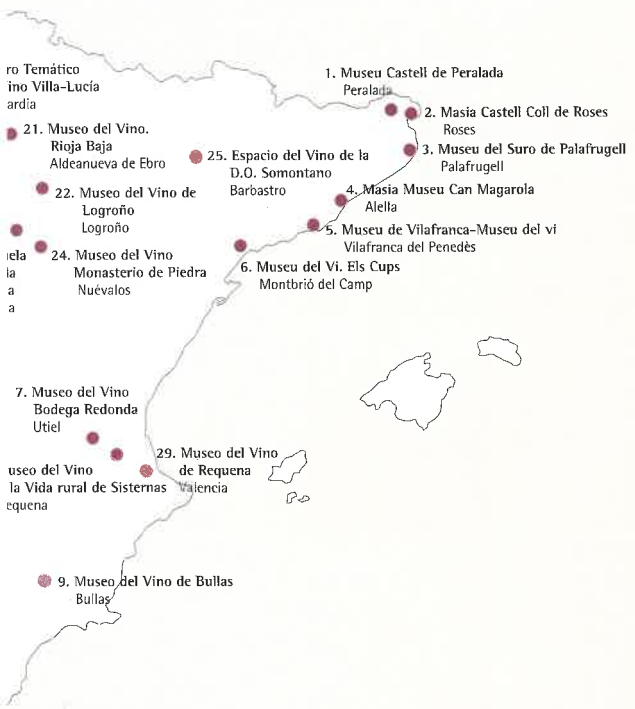 ro Temático
ino Villa-Lucía
ardia
1. Museu Castell de Peralada
Peralada
2. Masia Castell Coll de Roses
Roses
3. Museu del Suro de Palafrugell
Palafrugell
21. Museo del Vino.
Rioja Baja
Aldeanueva de Ebro
25. Espacio del Vino de la
D.O. Somontano
Barbastro
4. Masia Museu Can Magarola
Alella
22. Museo del Vino de
Logroño
Logroño
5. Museu de Vilafranca-Museu del vi
Vilafranca del Penedès
uela
la
a
a
24. Museo del Vino
Monasterio de Piedra
Nuévalos
6. Museu del Vi. Els Cups
Montbrió del Camp
7. Museo del Vino
Bodega Redonda
Utiel
29. Museo del Vino
de Requena
Valencia
useo del Vino
la Vida rural de Sisternas
equena
9. Museo del Vino de Bullas
Bullas